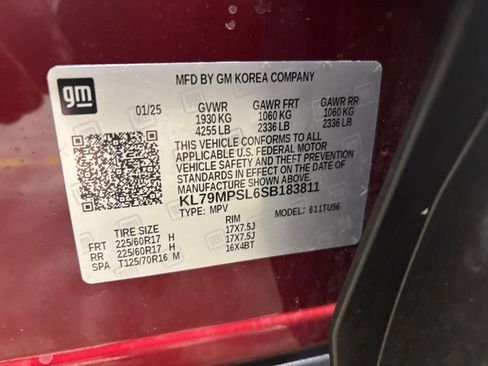 gm
MFD BY GM KOREA COMPANY
01/25 GVWR GAWR FRT GAWR RR
1930 KG 1060 KG 1060 KG
4255 LB 2336 LB 2336 LB
THIS VEHICLE CONFORMS TO ALL
APPLICABLE U.S. FEDERAL MOTOR
VEHICLE SAFETY AND THEFT PREVENTION
STANDARDS IN EFFECT ON THE DATE OF
MANUFACTURE SHOWN ABOVE.
KL79MPSL6SB183811
TYPE: MPV MODEL: 611TU56
TIRE SIZE RIM
FRT 225/60R17 H 17X7.5J
RR 225/60R17 H 17X7.5J
SPA T125/70R16 M 16X4BT